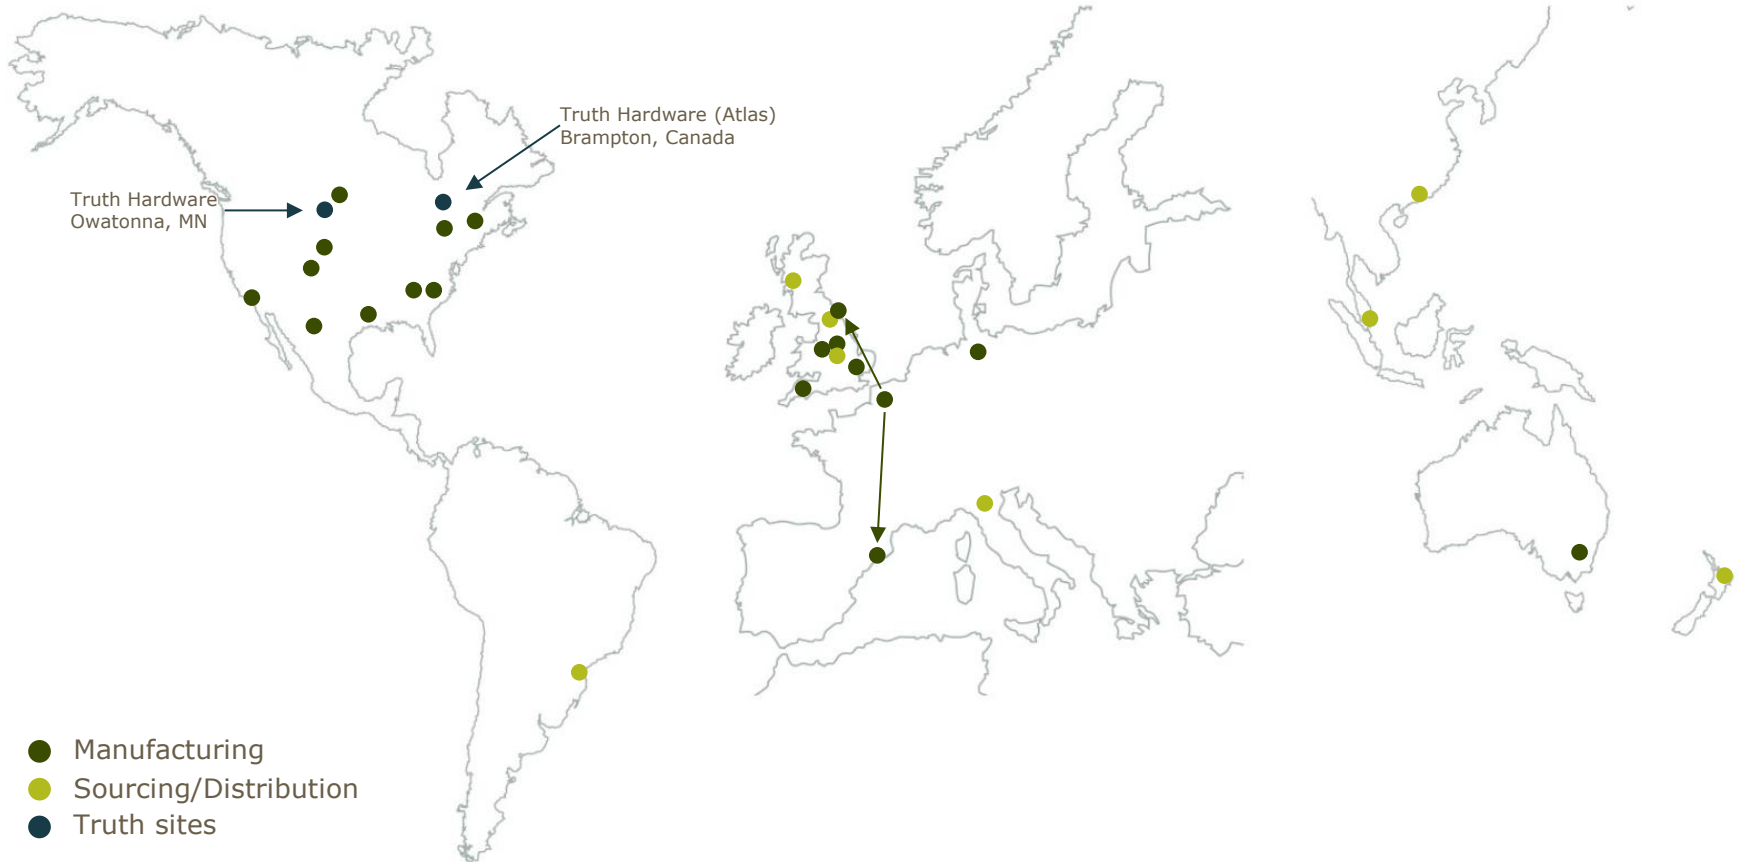 Truth Hardware (Atlas)
Brampton, Canada
Truth Hardware
Owatonna, MN
Manufacturing
Sourcing/Distribution
Truth sites